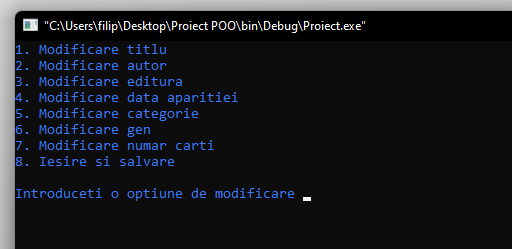 "C:\Users\filip\Desktop\Proiect POO\bin\Debug\Proiect.exe"
1. Modificare titlu
2. Modificare autor
3. Modificare editura
4. Modificare data aparitiei
5. Modificare categorie
6. Modificare gen
7. Modificare numar carti
8. Iesire si salvare
Introduceti o optiune de modificare